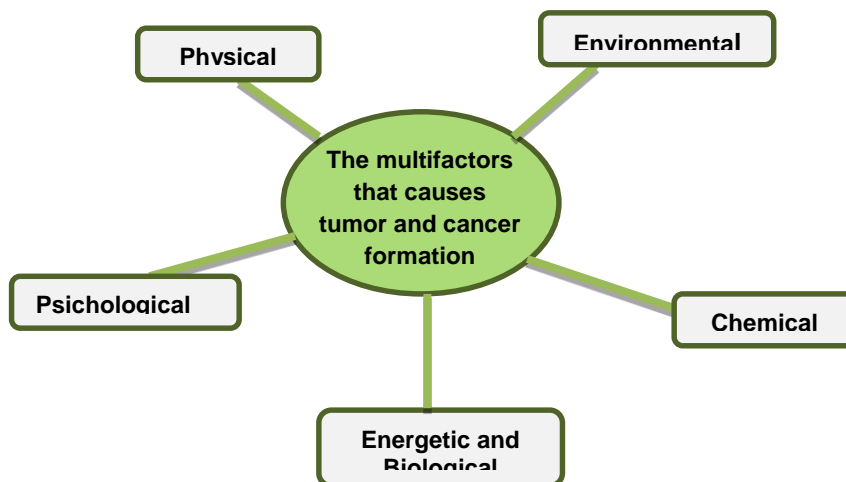 Physical
Environmental
The multifactors
that causes
tumor and cancer
formation
Psichological
Chemical
Energetic and
Biological